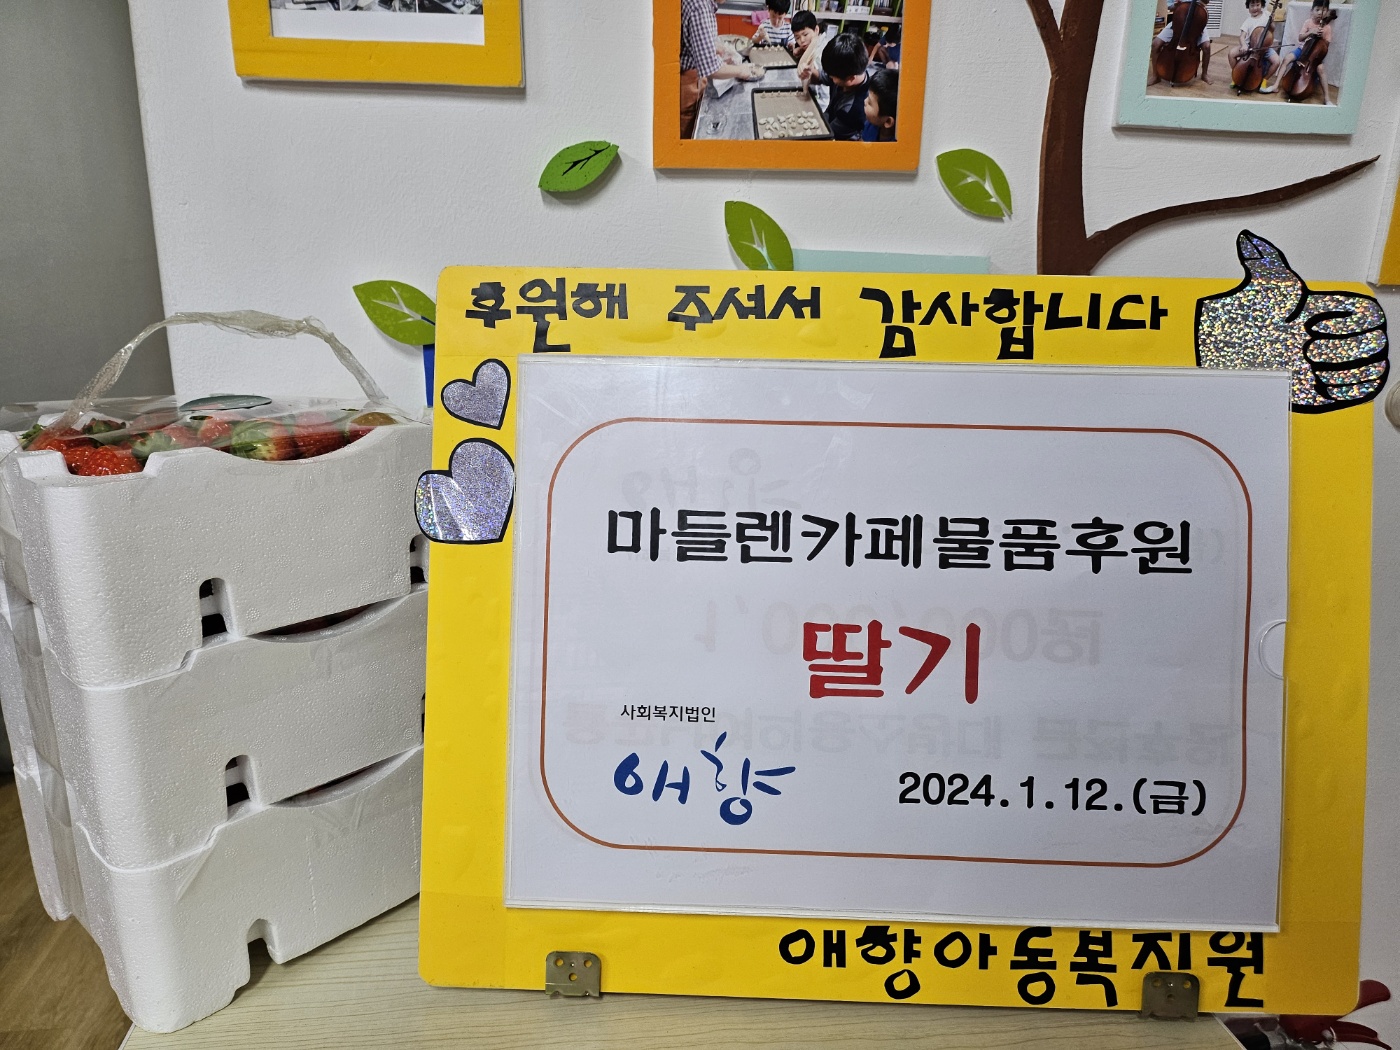 후원해 주셔서 감사합니다
마들렌카페물품후원
딸기
사회복지법인
애향
2024.1.12.(금)
애향아동복지원